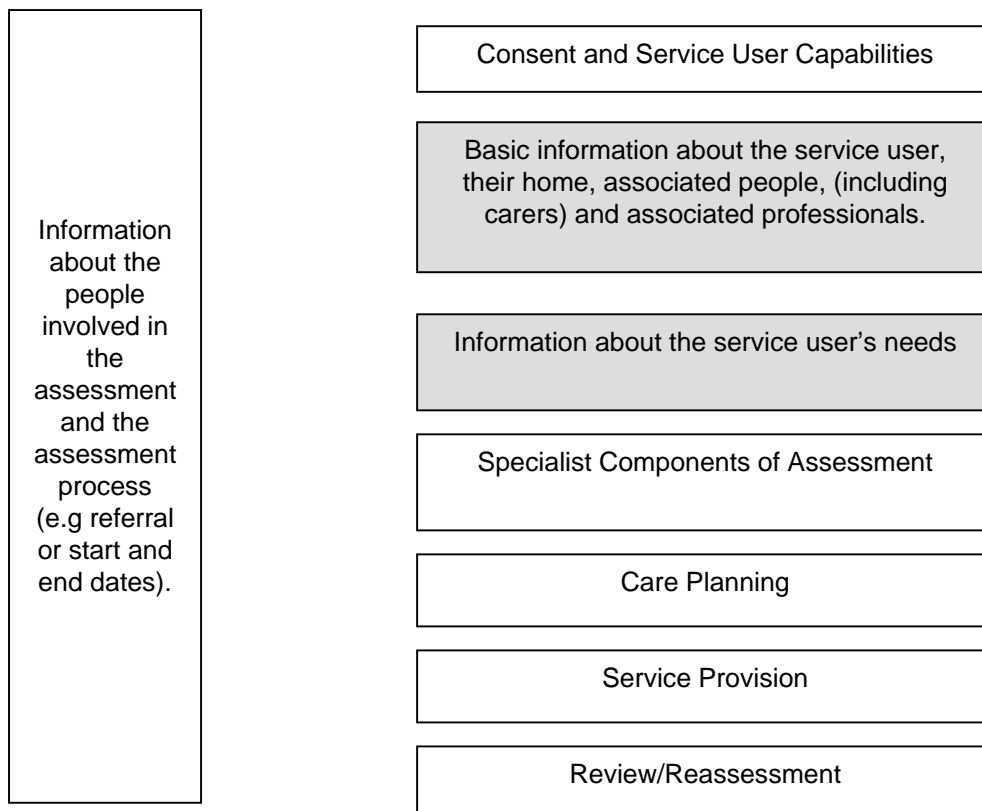 Information
about the
people
involved in
the
assessment
and the
assessment
process
(e.g referral
or start and
end dates).
Consent and Service User Capabilities
Basic information about the service user,
their home, associated people, (including
carers) and associated professionals.
Information about the service user’s needs
Specialist Components of Assessment
Care Planning
Service Provision
Review/Reassessment